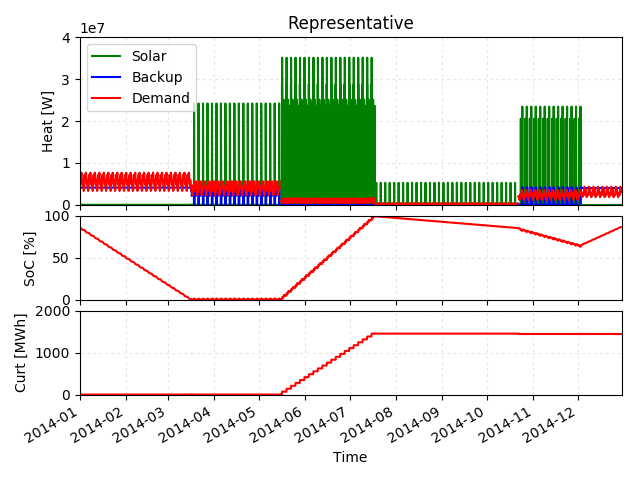 Representative
1e7
4
3
2
1
0
Heat [W]
Solar
Backup
Demand
100
50
0
SoC [%]
2000
1000
0
Curt [MWh]
2014-01
2014-02
2014-03
2014-04
2014-05
2014-06
2014-07
2014-08
2014-09
2014-10
2014-11
2014-12
Time